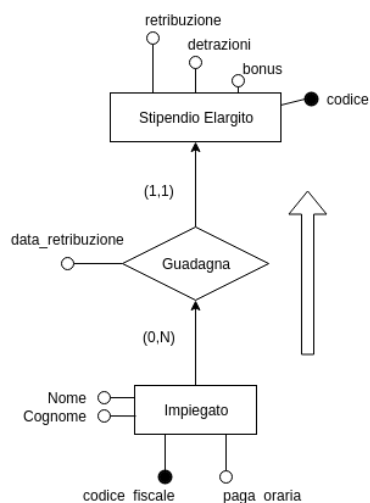 retribuzione
detrazioni
bonus
Stipendio Elargito
codice
(1,1)
data_retribuzione
Guadagna
(0,N)
Nome
Cognome
Impiegato
codice_fiscale
paga_oraria